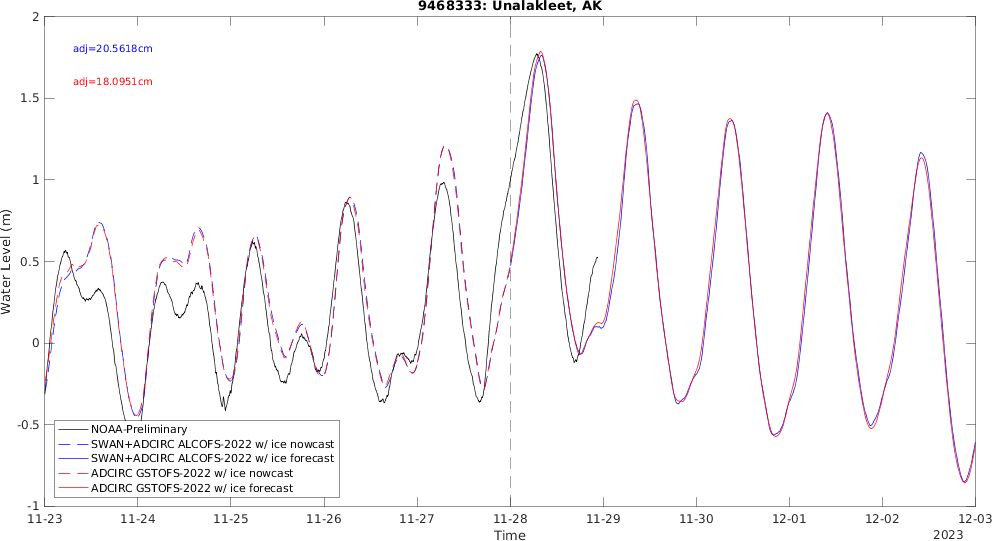 9468333: Unalakleet, AK
adj=20.5618cm
adj=18.0951cm
Water Level (m)
2
1.5
1
0.5
0
-0.5
-1
NOAA-Preliminary
SWAN+ADCIRC ALCOFS-2022 w/ ice nowcast
SWAN+ADCIRC ALCOFS-2022 w/ ice forecast
ADCIRC GSTOFS-2022 w/ ice nowcast
ADCIRC GSTOFS-2022 w/ ice forecast
11-23 11-24 11-25 11-26 11-27 11-28 11-29 11-30 12-01 12-02 12-03
Time
2023